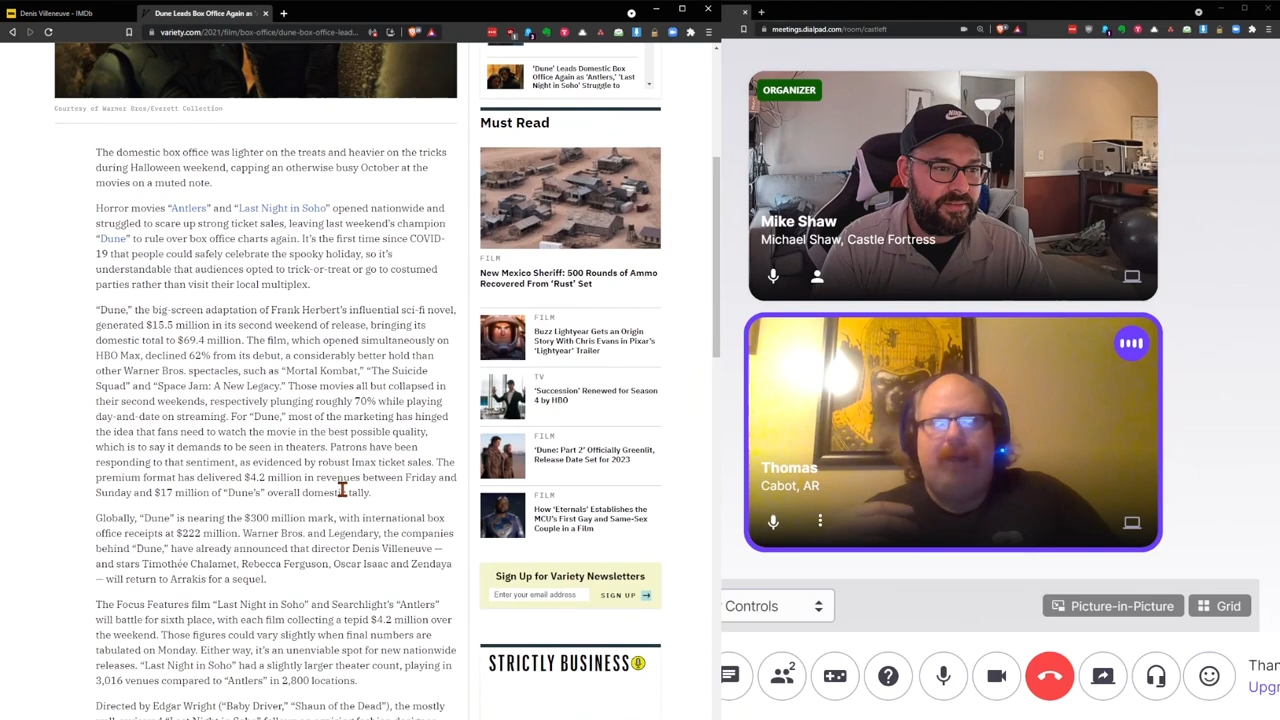 Denis Villeneuve - IMDb
Dune Leads Box Office Again as '
variety.com/2021/film/box-office/dune-box-office-lead...
meetings.dialpad.com/room/castleft
Courtesy of Warner Bros/Everett Collection
The domestic box office was lighter on the treats and heavier on the tricks
during Halloween weekend, capping an otherwise busy October at the
movies on a muted note.
Horror movies “Antlers” and “Last Night in Soho” opened nationwide and
struggled to scare up strong ticket sales, leaving last weekend’s champion
“Dune” to rule over box office charts again. It’s the first time since COVID-
19 that people could safely celebrate the spooky holiday, so it’s
understandable that audiences opted to trick-or-treat or go to costumed
parties rather than visit their local multiplex.
“Dune,” the big-screen adaptation of Frank Herbert’s influential sci-fi novel,
generated $15.5 million in its second weekend of release, bringing its
domestic total to $69.4 million. The film, which opened simultaneously on
HBO Max, declined 62% from its debut, a considerably better hold than
other Warner Bros. spectacles, such as “Mortal Kombat,” “The Suicide
Squad” and “Space Jam: A New Legacy.” Those movies all but collapsed in
their second weekends, respectively plunging roughly 70% while playing
day-and-date on streaming. For “Dune,” most of the marketing has hinged
the idea that fans need to watch the movie in the best possible quality,
which is to say it demands to be seen in theaters. Patrons have been
responding to that sentiment, as evidenced by robust Imax ticket sales. The
premium format has delivered $4.2 million in revenues between Friday and
Sunday and $17 million of “Dune’s” overall domestic tally.
Globally, “Dune” is nearing the $300 million mark, with international box
office receipts at $222 million. Warner Bros. and Legendary, the companies
behind “Dune,” have already announced that director Denis Villeneuve —
and stars Timothée Chalamet, Rebecca Ferguson, Oscar Isaac and Zendaya
— will return to Arrakis for a sequel.
The Focus Features film “Last Night in Soho” and Searchlight’s “Antlers”
will battle for sixth place, with each film collecting a tepid $4.2 million over
the weekend. Those figures could vary slightly when final numbers are
tabulated on Monday. Either way, it’s an unenviable spot for new nationwide
releases. “Last Night in Soho” had a slightly larger theater count, playing in
3,016 venues compared to “Antlers” in 2,800 locations.
Directed by Edgar Wright (“Baby Driver,” “Shaun of the Dead”), the mostly
'Dune' Leads Domestic Box
Office Again as 'Antlers,' 'Last
Night in Soho' Struggle to
Must Read
FILM
New Mexico Sheriff: 500 Rounds of Ammo
Recovered From ‘Rust’ Set
FILM
Buzz Lightyear Gets an Origin
Story With Chris Evans in Pixar’s
‘Lightyear’ Trailer
TV
‘Succession’ Renewed for Season
4 by HBO
FILM
‘Dune: Part 2’ Officially Greenlit,
Release Date Set for 2023
FILM
How ‘Eternals’ Establishes the
MCU’s First Gay and Same-Sex
Couple in a Film
Sign Up for Variety Newsletters
Enter your email address
SIGN UP
STRICTLY BUSINESS
ORGANIZER
Mike Shaw
Michael Shaw, Castle Fortress
Thomas
Cabot, AR
Controls
Picture-in-Picture
Grid
2
Than
Upgr